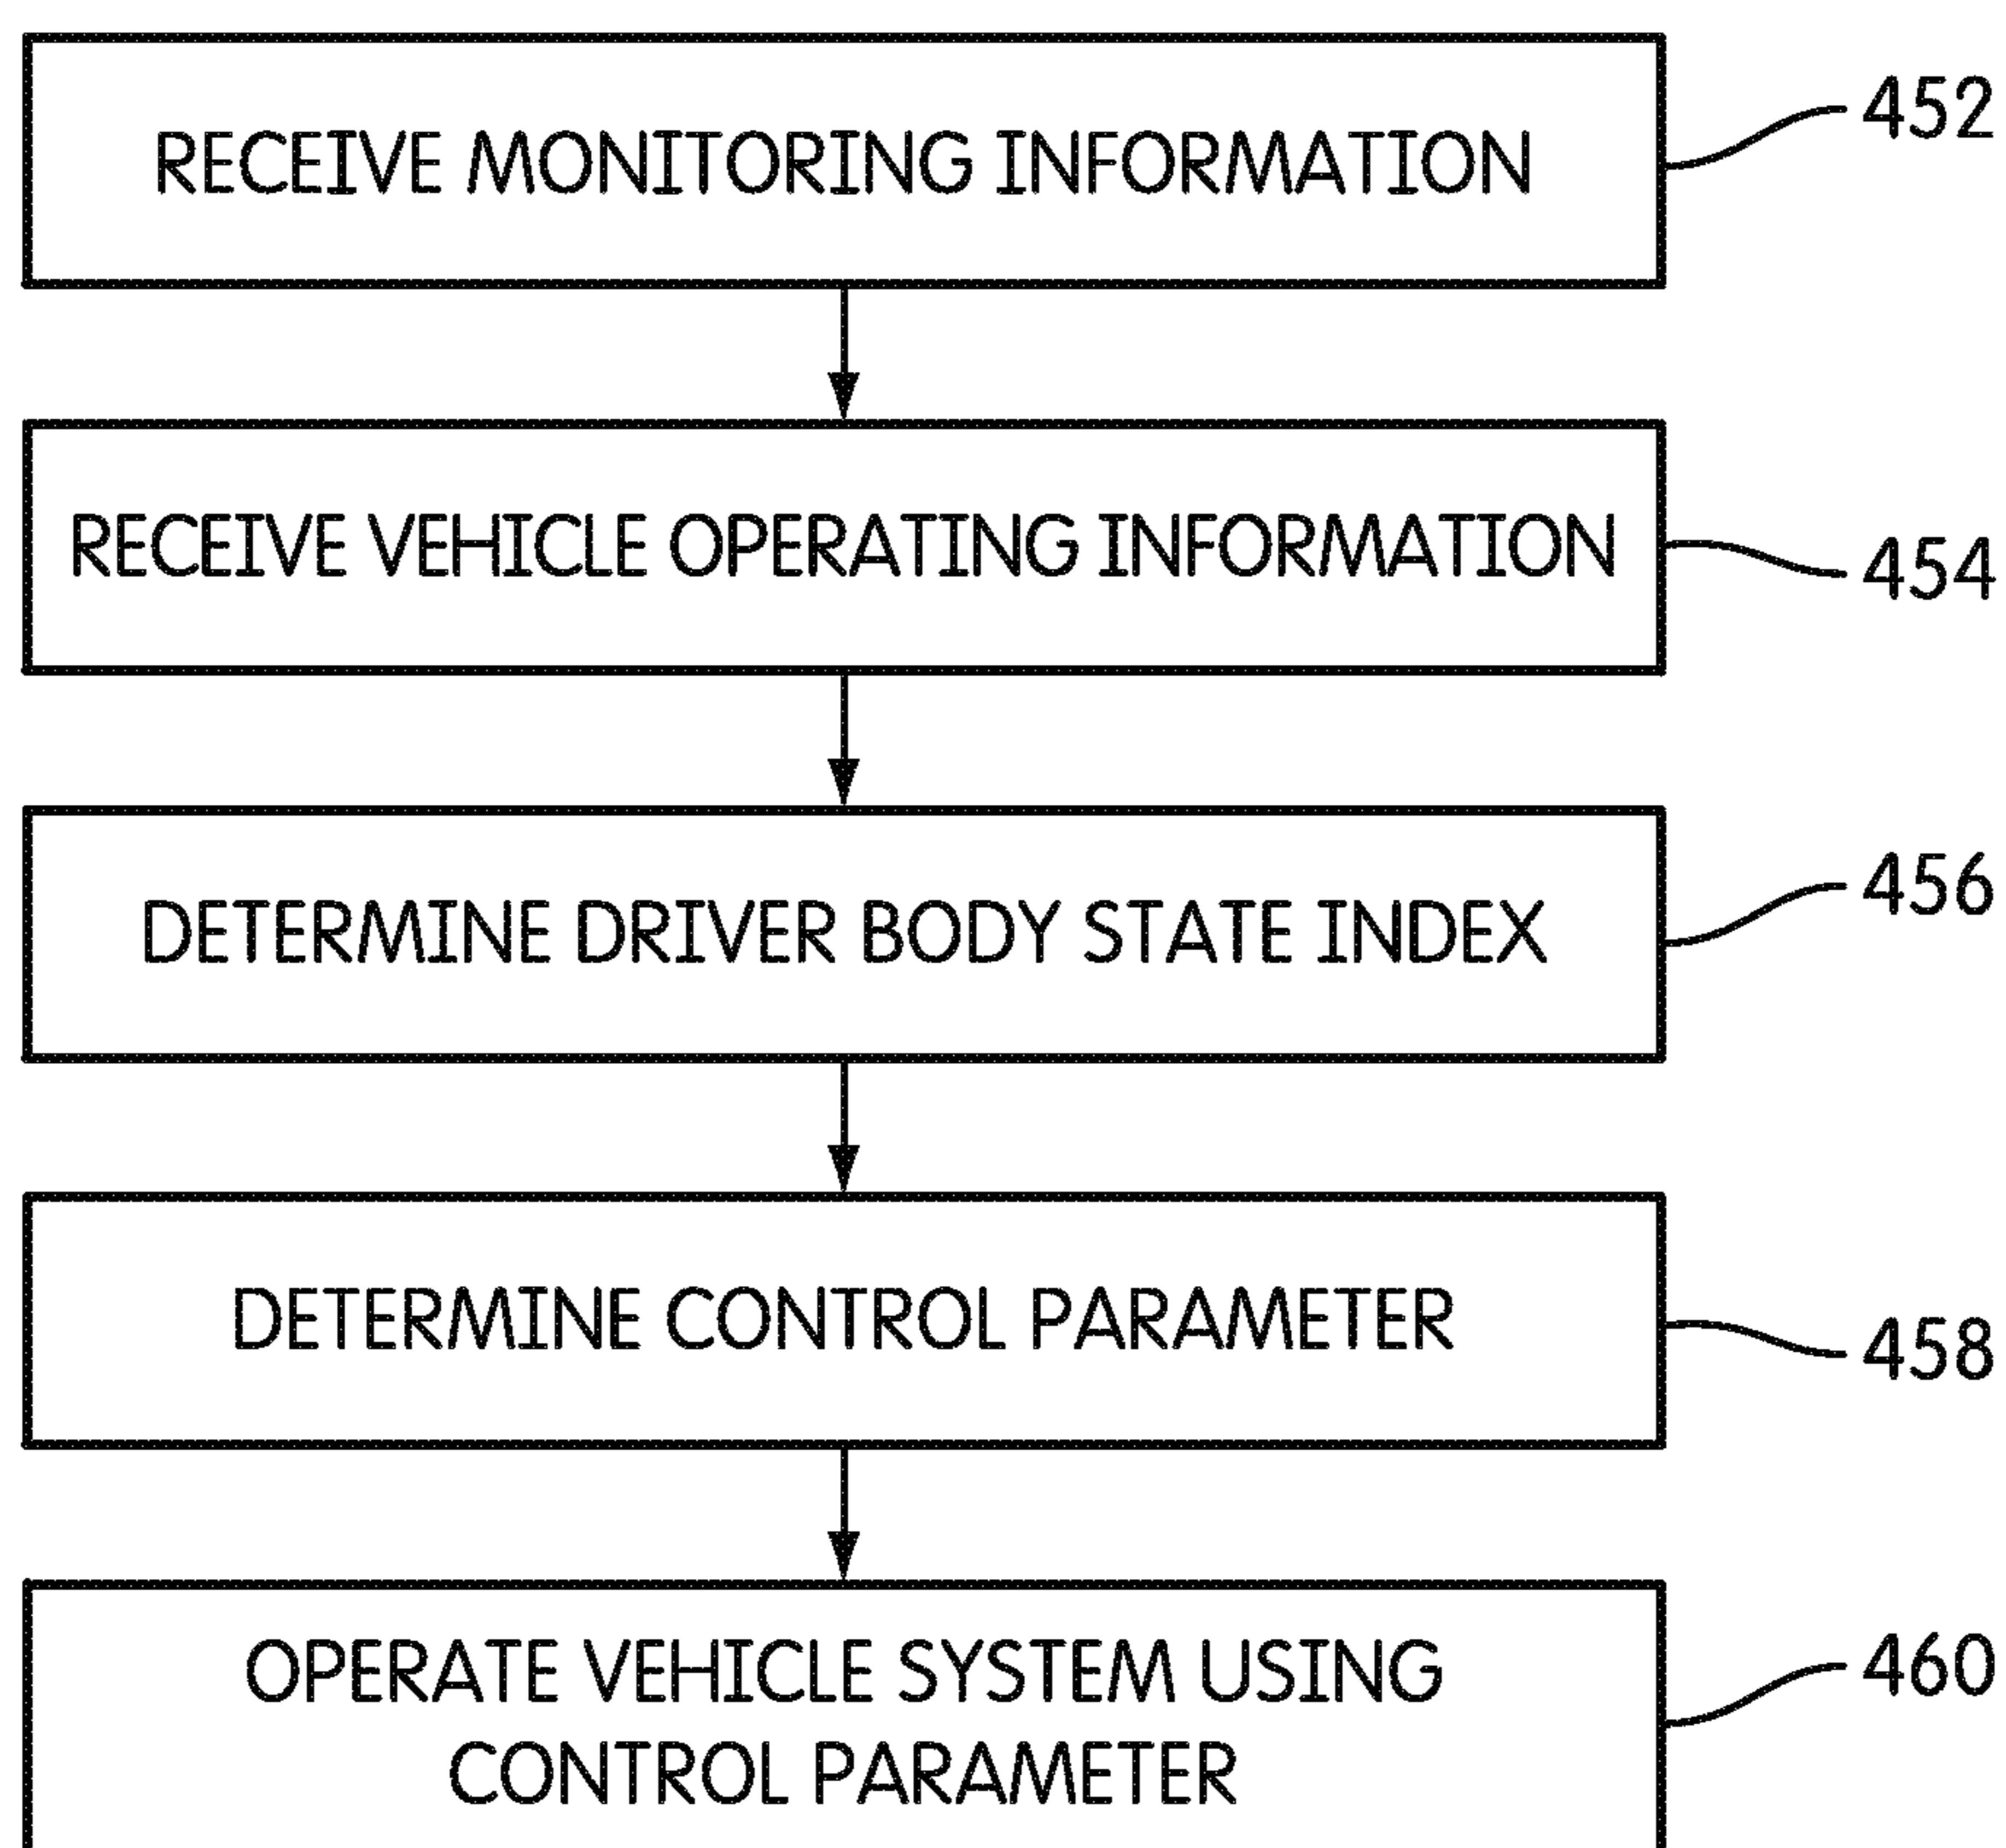 RECEIVE MONITORING INFORMATION
452
RECEIVE VEHICLE OPERATING INFORMATION
454
DETERMINE DRIVER BODY STATE INDEX
456
DETERMINE CONTROL PARAMETER
458
OPERATE VEHICLE SYSTEM USING
CONTROL PARAMETER
460